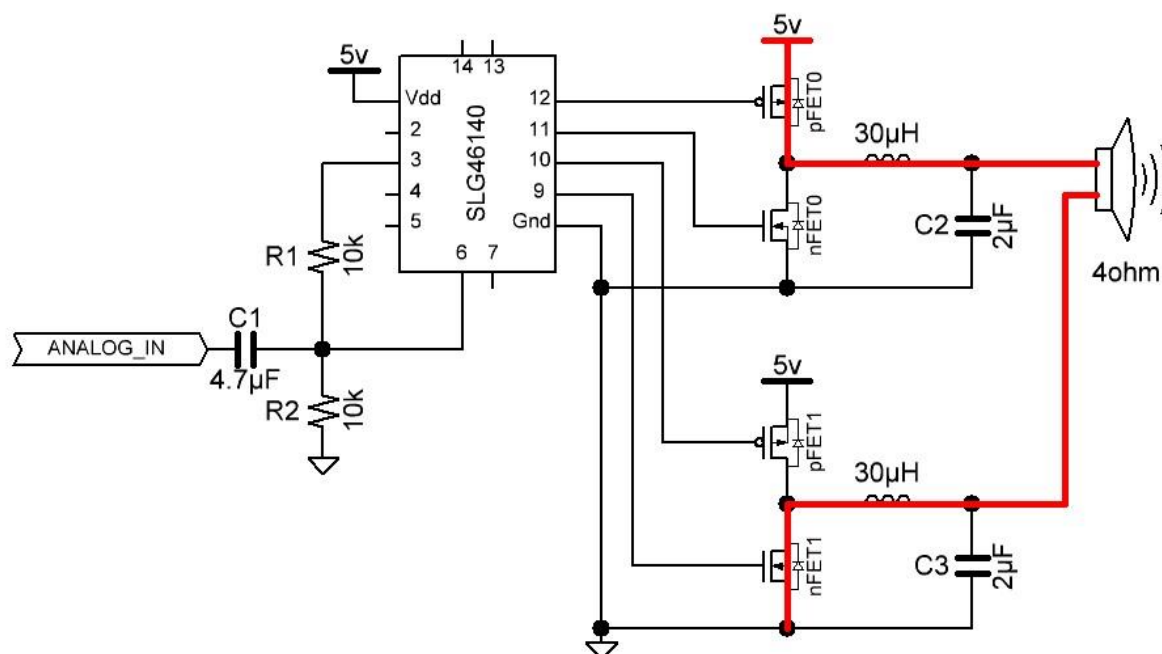 5v
5v
14 13
Vdd
12
2
11
3
10
4
9
5
Gnd
6
7
SLG46140
pFET0
nFET0
30µH
C2
2µF
4ohm
R1
10k
C1
ANALOG_IN
4.7µF
R2
10k
5v
pFET1
nFET1
30µH
C3
2µF